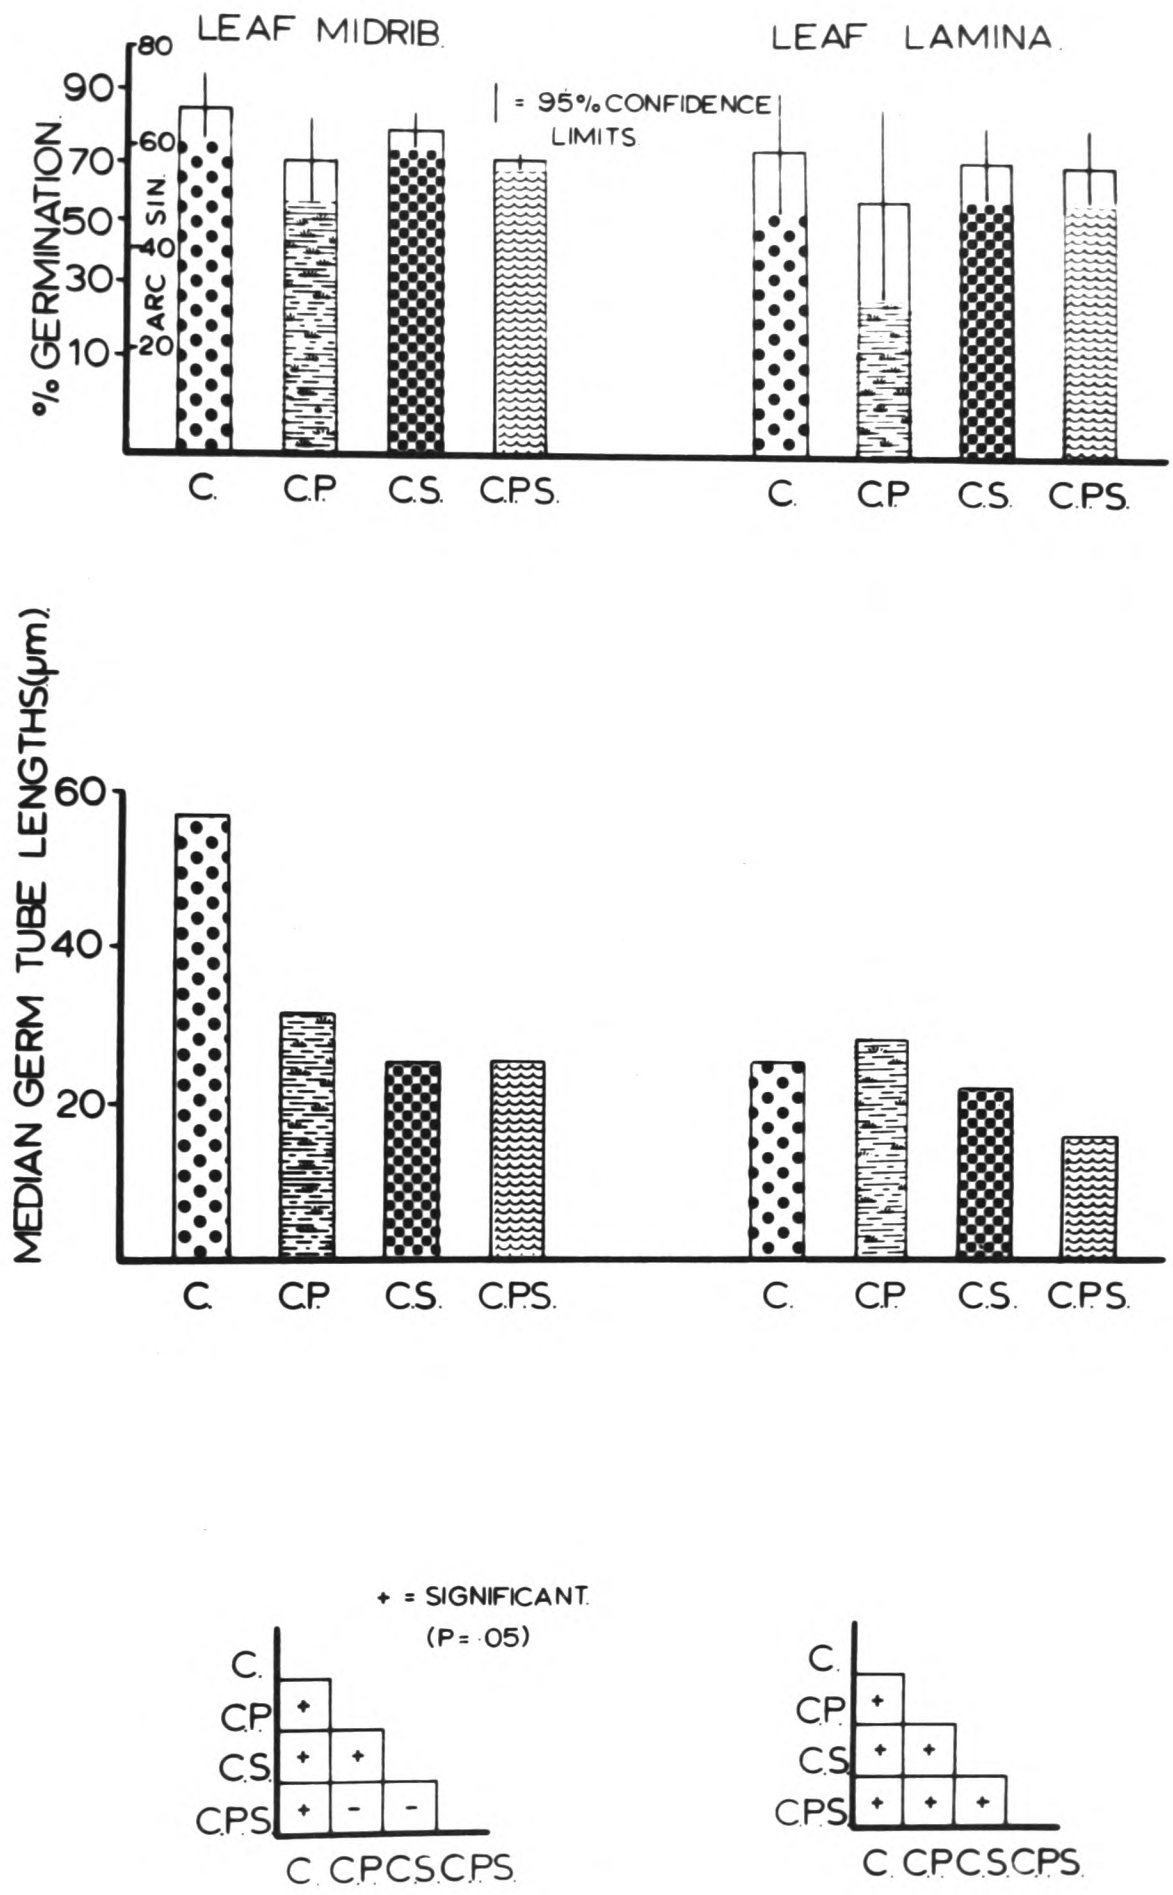 LEAF MIDRIB.
LEAF LAMINA.
% GERMINATION.
90
70
50
30
10
ARC SIN.
80
60
40
20
| = 95% CONFIDENCE
LIMITS
C. C.P. C.S. C.P.S.
C. C.P C.S. C.P.S.
MEDIAN GERM TUBE LENGTHS(µm).
60
40
20
C. C.P. C.S. C.P.S.
C. C.P. C.S. C.P.S.
+ = SIGNIFICANT.
(P= ·05)
C.
C.P. +
C.S. + +
C.P.S + - -
C. C.P. C.S. C.P.S.
C.
C.P. +
C.S. + +
C.P.S. + + +
C. C.P. C.S. C.P.S.